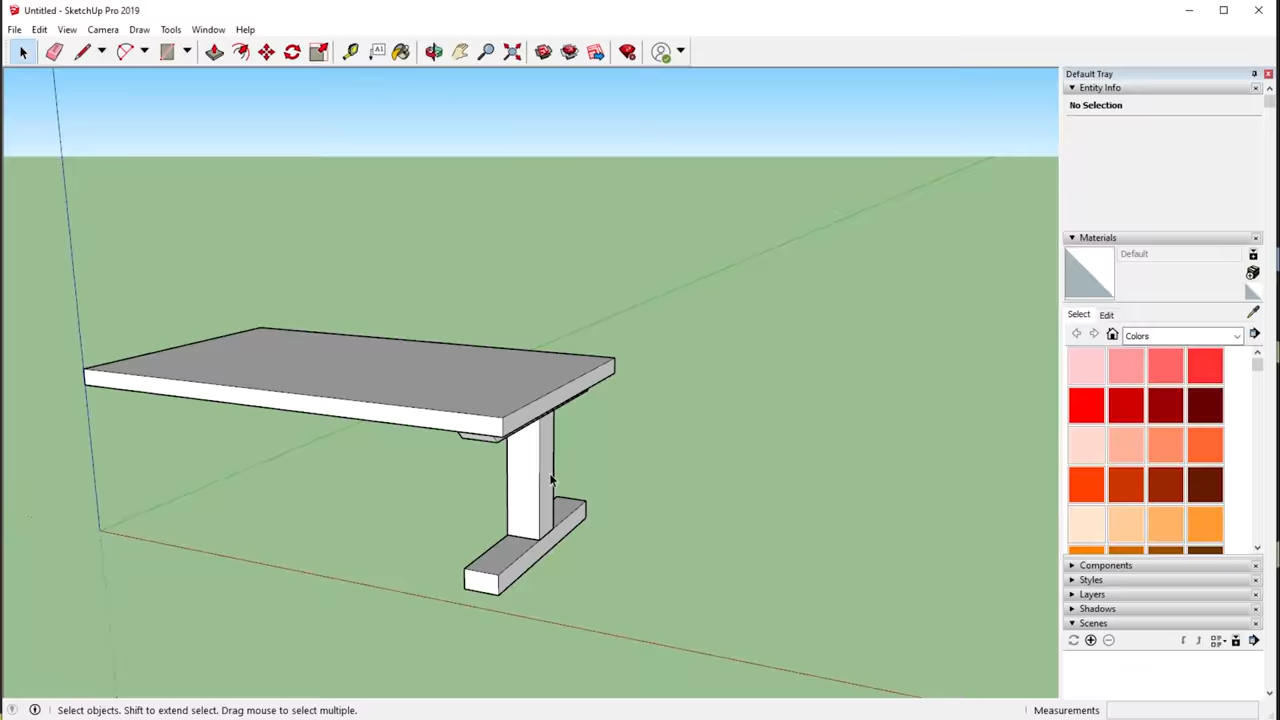 Untitled - SketchUp Pro 2019
File Edit View Camera Draw Tools Window Help
A1
Default Tray
Entity Info
No Selection
Materials
Default
Select Edit
Colors
Components
Styles
Layers
Shadows
Scenes
Select objects. Shift to extend select. Drag mouse to select multiple.
Measurements